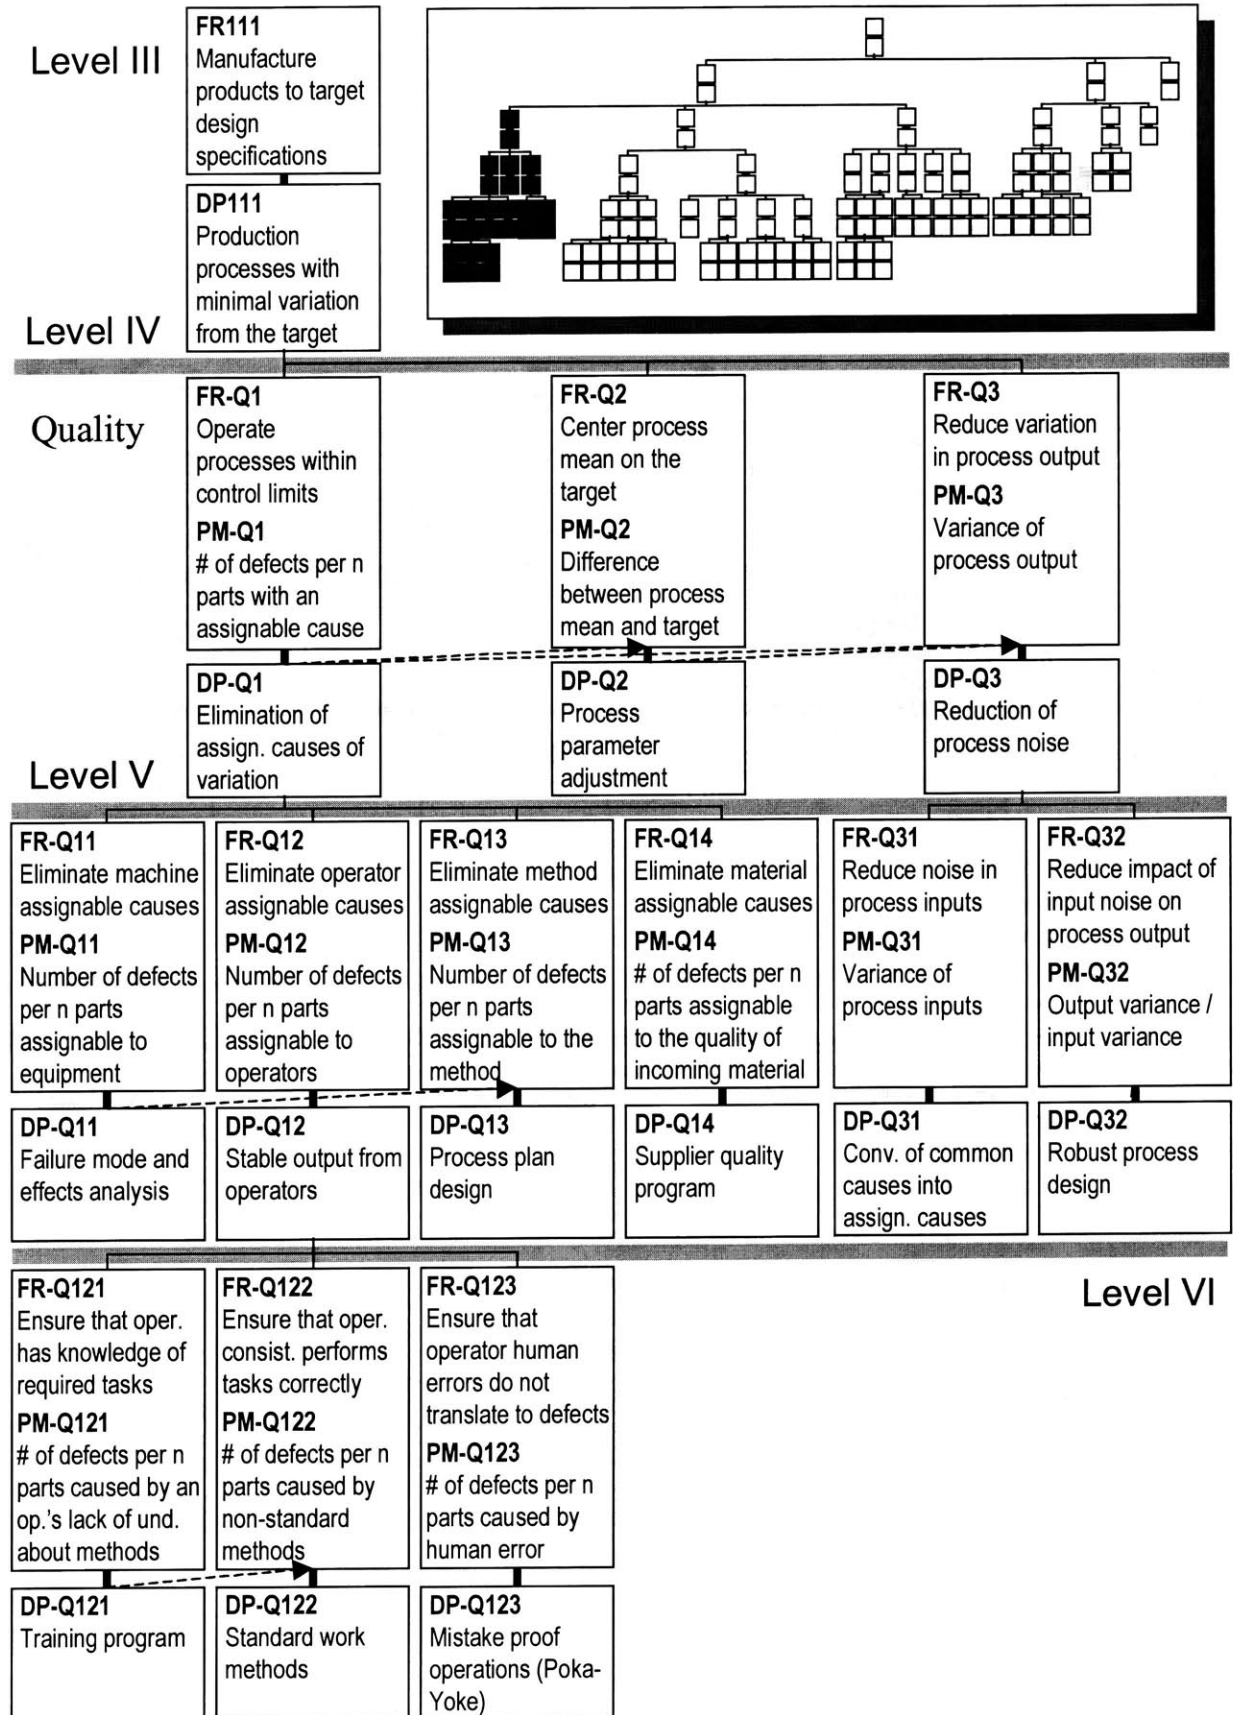 Level III
FR111
Manufacture
products to target
design
specifications
DP111
Production
processes with
minimal variation
from the target
Level IV
Quality
FR-Q1
Operate
processes within
control limits
PM-Q1
# of defects per n
parts with an
assignable cause
FR-Q2
Center process
mean on the
target
PM-Q2
Difference
between process
mean and target
FR-Q3
Reduce variation
in process output
PM-Q3
Variance of
process output
DP-Q1
Elimination of
assign. causes of
variation
DP-Q2
Process
parameter
adjustment
DP-Q3
Reduction of
process noise
Level V
FR-Q11
Eliminate machine
assignable causes
PM-Q11
Number of defects
per n parts
assignable to
equipment
FR-Q12
Eliminate operator
assignable causes
PM-Q12
Number of defects
per n parts
assignable to
operators
FR-Q13
Eliminate method
assignable causes
PM-Q13
Number of defects
per n parts
assignable to the
method
FR-Q14
Eliminate material
assignable causes
PM-Q14
# of defects per n
parts assignable
to the quality of
incoming material
FR-Q31
Reduce noise in
process inputs
PM-Q31
Variance of
process inputs
FR-Q32
Reduce impact of
input noise on
process output
PM-Q32
Output variance /
input variance
DP-Q11
Failure mode and
effects analysis
DP-Q12
Stable output from
operators
DP-Q13
Process plan
design
DP-Q14
Supplier quality
program
DP-Q31
Conv. of common
causes into
assign. causes
DP-Q32
Robust process
design
Level VI
FR-Q121
Ensure that oper.
has knowledge of
required tasks
PM-Q121
# of defects per n
parts caused by an
op.'s lack of und.
about methods
FR-Q122
Ensure that oper.
consist. performs
tasks correctly
PM-Q122
# of defects per n
parts caused by
non-standard
methods
FR-Q123
Ensure that
operator human
errors do not
translate to defects
PM-Q123
# of defects per n
parts caused by
human error
DP-Q121
Training program
DP-Q122
Standard work
methods
DP-Q123
Mistake proof
operations (Poka-
Yoke)